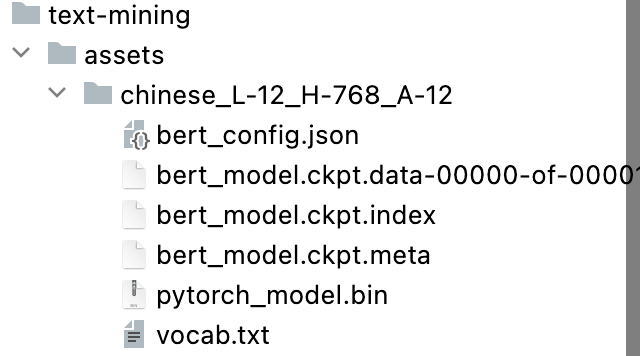 text-mining
assets
chinese_L-12_H-768_A-12
bert_config.json
bert_model.ckpt.data-00000-of-00001
bert_model.ckpt.index
bert_model.ckpt.meta
pytorch_model.bin
vocab.txt